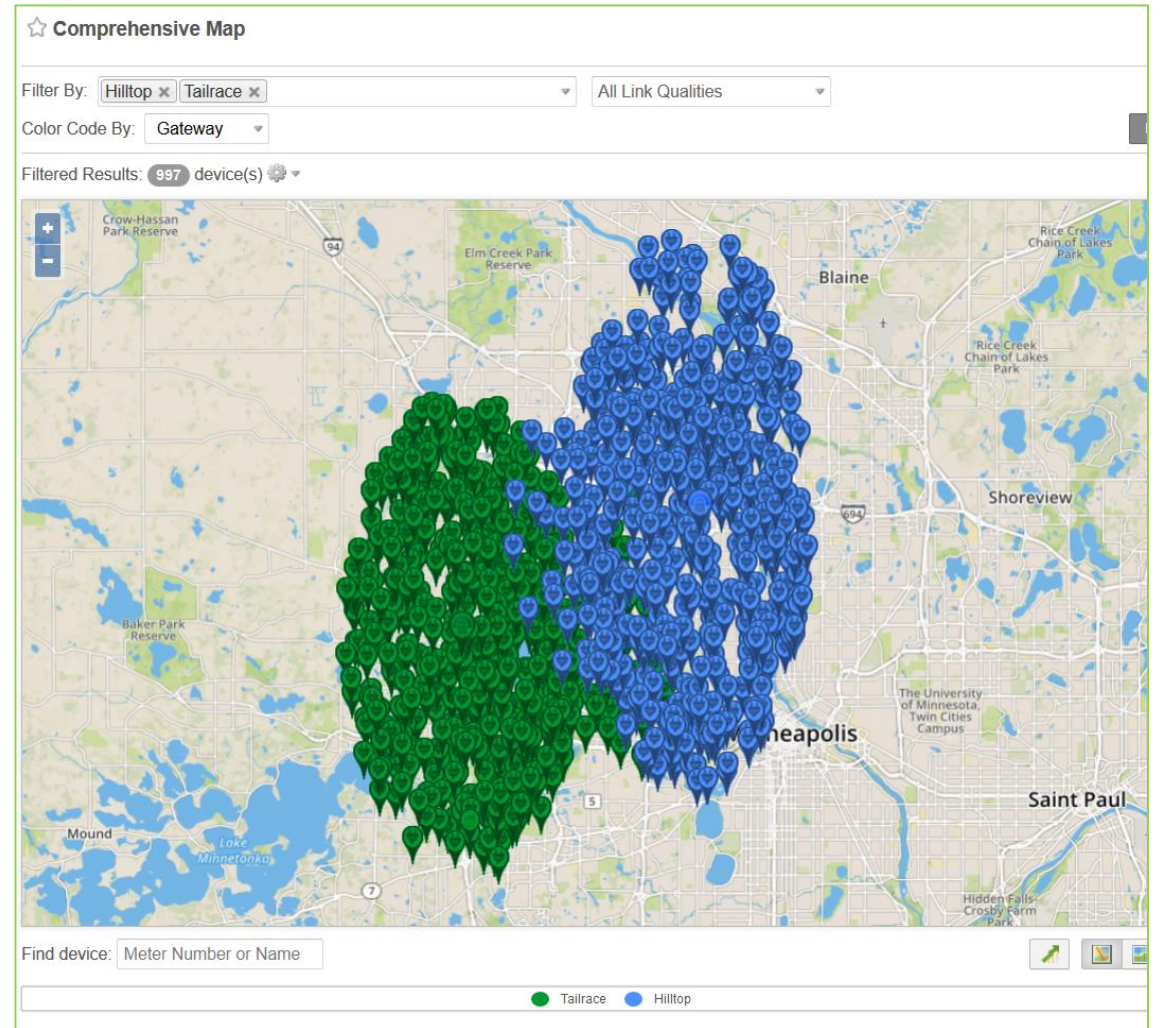 Comprehensive Map
Filter By: Hilltop × Tailrace × All Link Qualities
Color Code By: Gateway
Filtered Results: 997 device(s)
+
-
Crow-Hassan
Park Reserve
94
Elm Creek Park
Reserve
Rice Creek
Chain of Lakes
Park
Blaine
Rice Creek
Chain of Lakes
Park
Shoreview
694
Baker Park
Reserve
The University
of Minnesota,
Twin Cities
Campus
neapolis
5
Saint Paul
Mound
Lake
Minnetonka
7
Hidden Falls-
Crosby Farm
Park
Find device: Meter Number or Name
Tailrace Hilltop